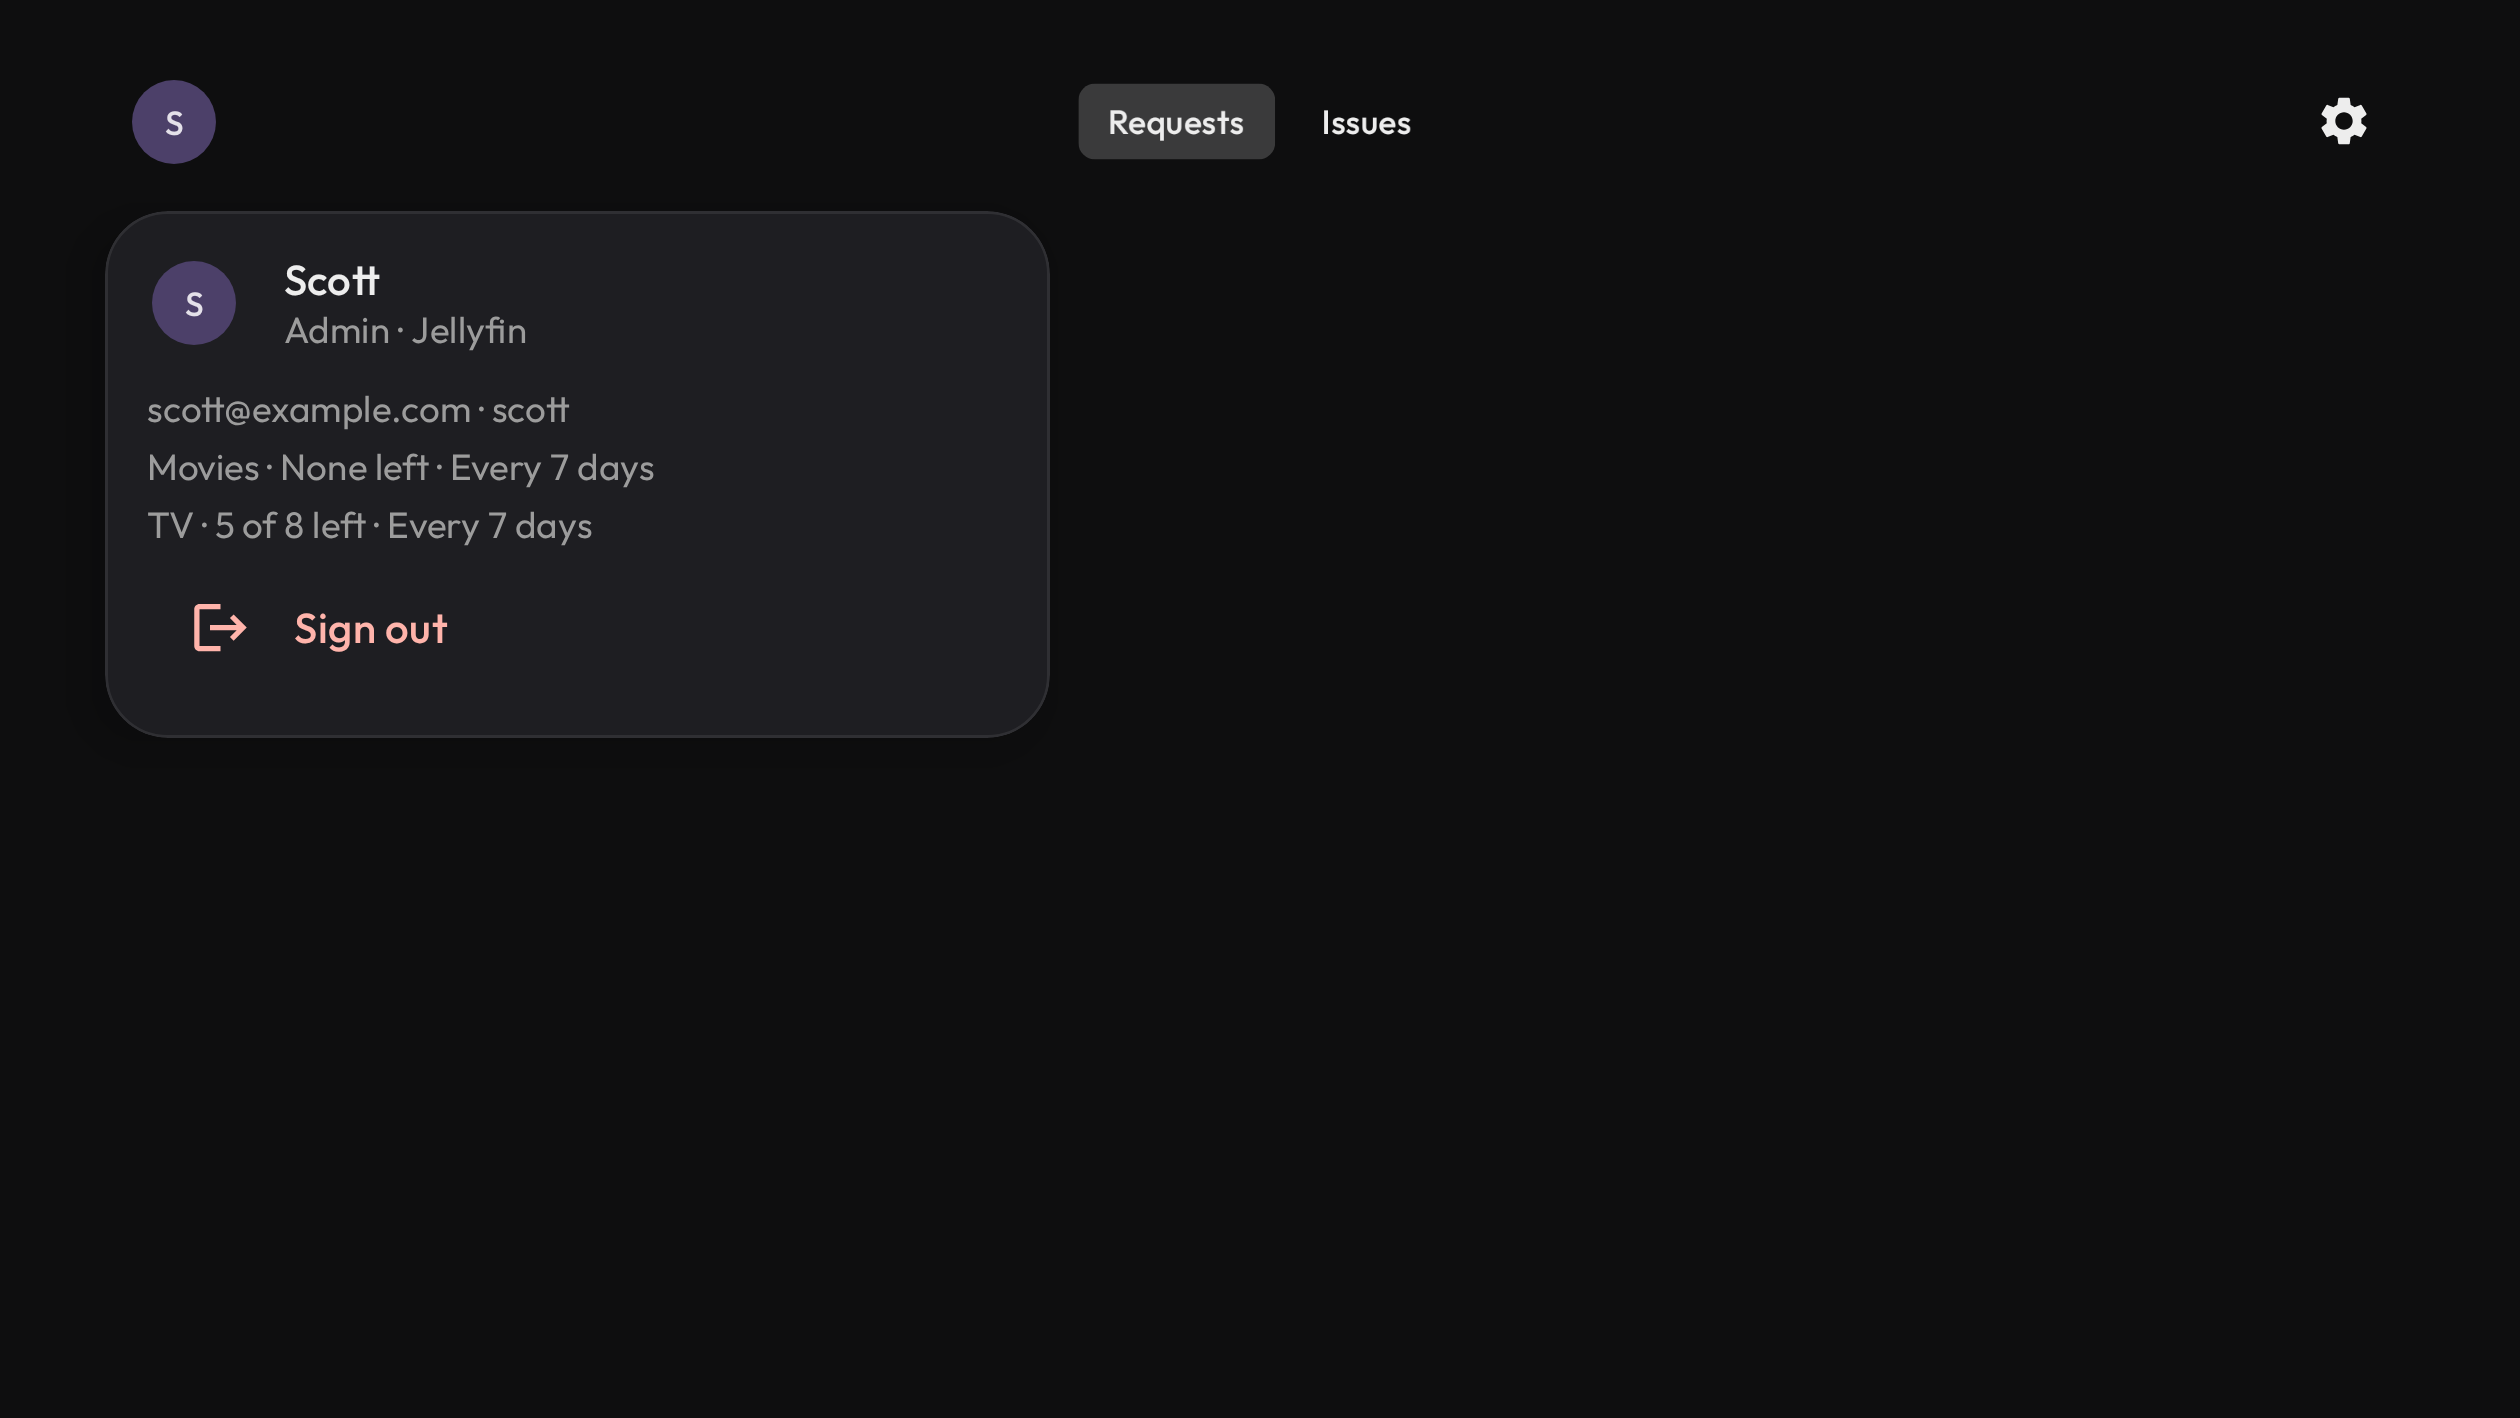 S
Requests
Issues
S
Scott
Admin · Jellyfin
scott@example.com · scott
Movies · None left · Every 7 days
TV · 5 of 8 left · Every 7 days
Sign out